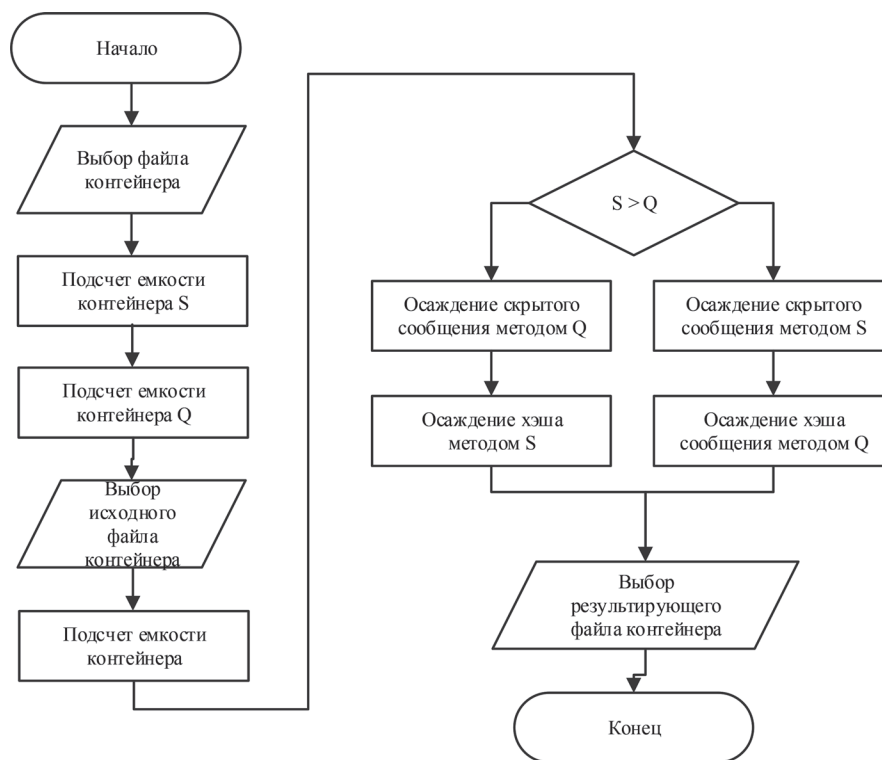 Начало
Выбор файла
контейнера
Подсчет емкости
контейнера S
Подсчет емкости
контейнера Q
Выбор
исходного
файла
контейнера
Подсчет емкости
контейнера
S > Q
Осаждение скрытого
сообщения методом Q
Осаждение скрытого
сообщения методом S
Осаждение хэша
методом S
Осаждение хэша
сообщения методом Q
Выбор
результирующего
файла контейнера
Конец